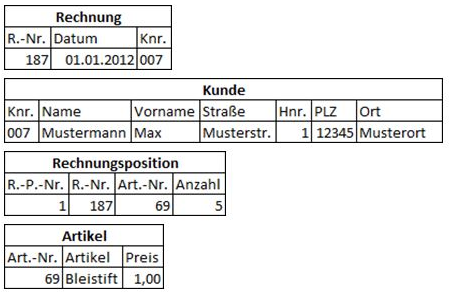 Rechnung
R.-Nr. Datum Knr.
187 01.01.2012 007
Kunde
Knr. Name Vorname Straße Hnr. PLZ Ort
007 Mustermann Max Musterstr. 1 12345 Musterort
Rechnungsposition
R.-P.-Nr. R.-Nr. Art.-Nr. Anzahl
1 187 69 5
Artikel
Art.-Nr. Artikel Preis
69 Bleistift 1,00